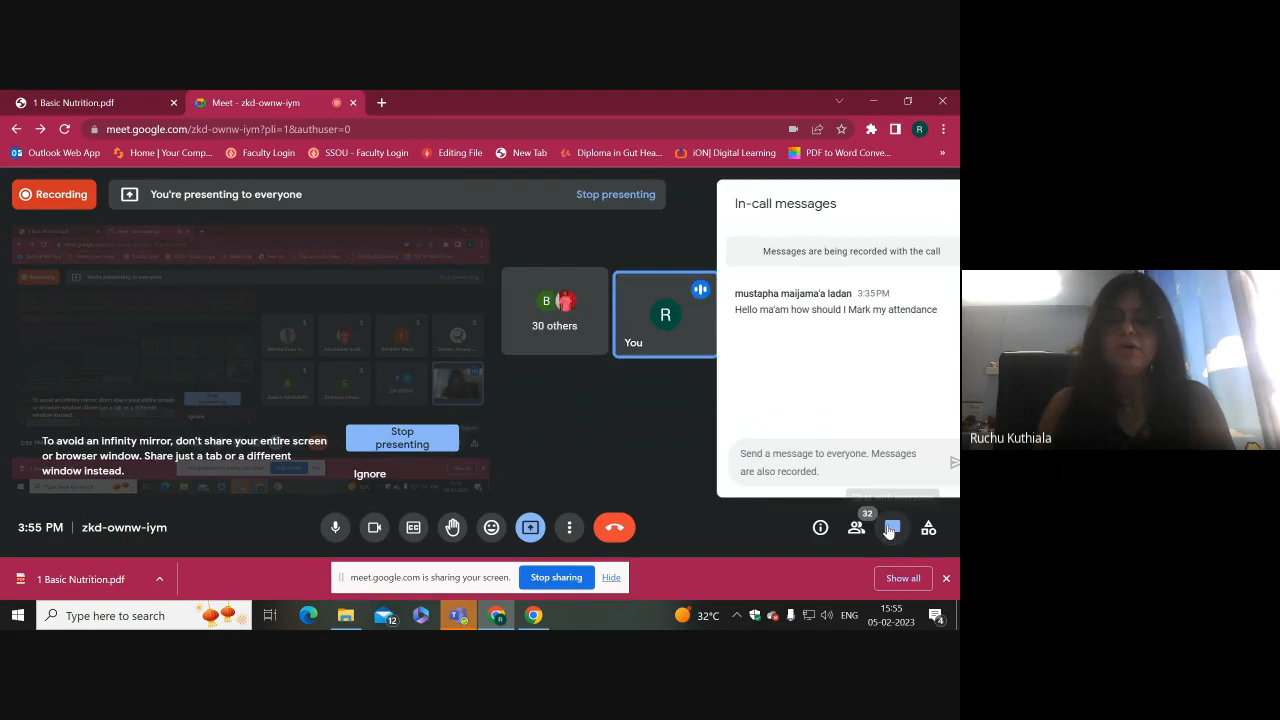 1 Basic Nutrition.pdf
Meet - zkd-ownw-iym
meet.google.com/zkd-ownw-iym?pli=1&authuser=0
R
Outlook Web App
Home | Your Comp...
Faculty Login
SSOU - Faculty Login
Editing File
New Tab
Diploma in Gut Hea...
iON| Digital Learning
PDF to Word Conve...
»
Recording
You're presenting to everyone
Stop presenting
In-call messages
Messages are being recorded with the call
mustapha maijama'a ladan 3:35 PM
Hello ma'am how should I Mark my attendance
B
30 others
R
You
To avoid an infinity mirror, don't share your entire screen
or browser window. Share just a tab or a different
window instead.
Stop
presenting
Ignore
Send a message to everyone. Messages
are also recorded.
3:55 PM | zkd-ownw-iym
32
Ruchu Kuthiala
1 Basic Nutrition.pdf
meet.google.com is sharing your screen.
Stop sharing
Hide
Show all
Type here to search
12
32°C
ENG
15:55
05-02-2023
4